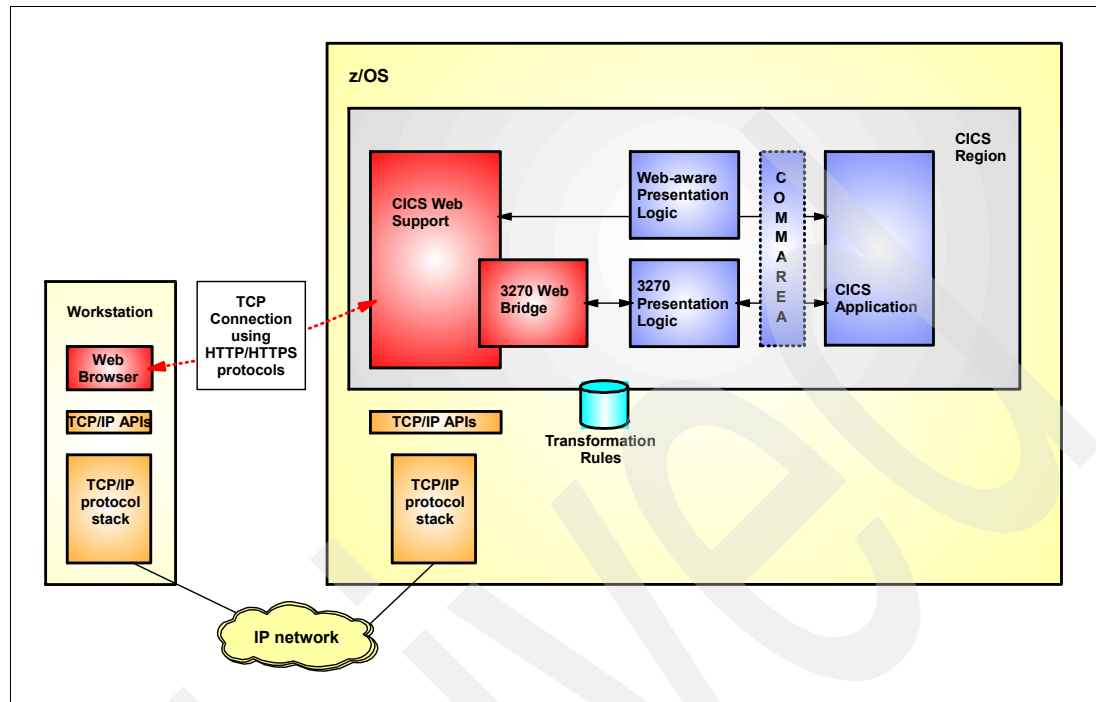 z/OS
CICS
Region
CICS Web
Support
Web-aware
Presentation
Logic
C
O
M
M
A
R
E
A
CICS
Application
3270 Web
Bridge
3270
Presentation
Logic
Workstation
TCP
Connection
using
HTTP/HTTPS
protocols
Web
Browser
TCP/IP APIs
TCP/IP
protocol
stack
TCP/IP APIs
TCP/IP
protocol
stack
Transformation
Rules
IP network